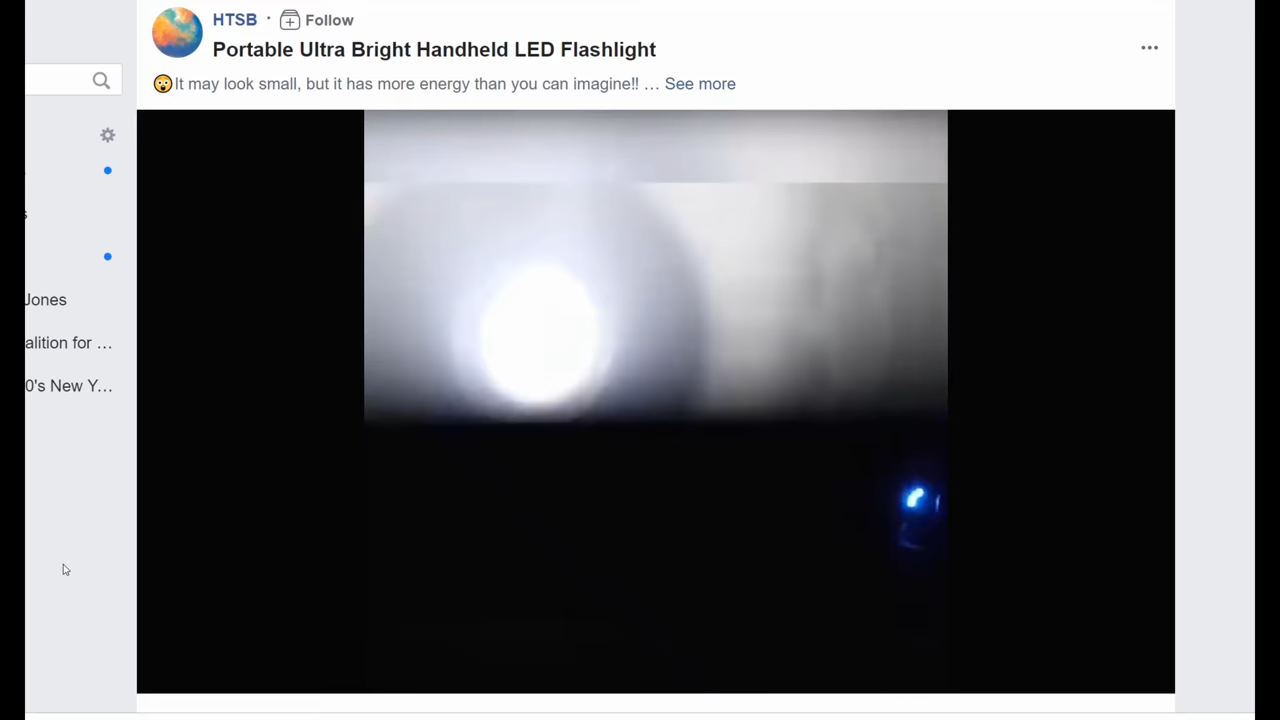 HTSB · Follow
Portable Ultra Bright Handheld LED Flashlight
😲It may look small, but it has more energy than you can imagine!! … See more
s
Jones
alition for …
0's New Y…